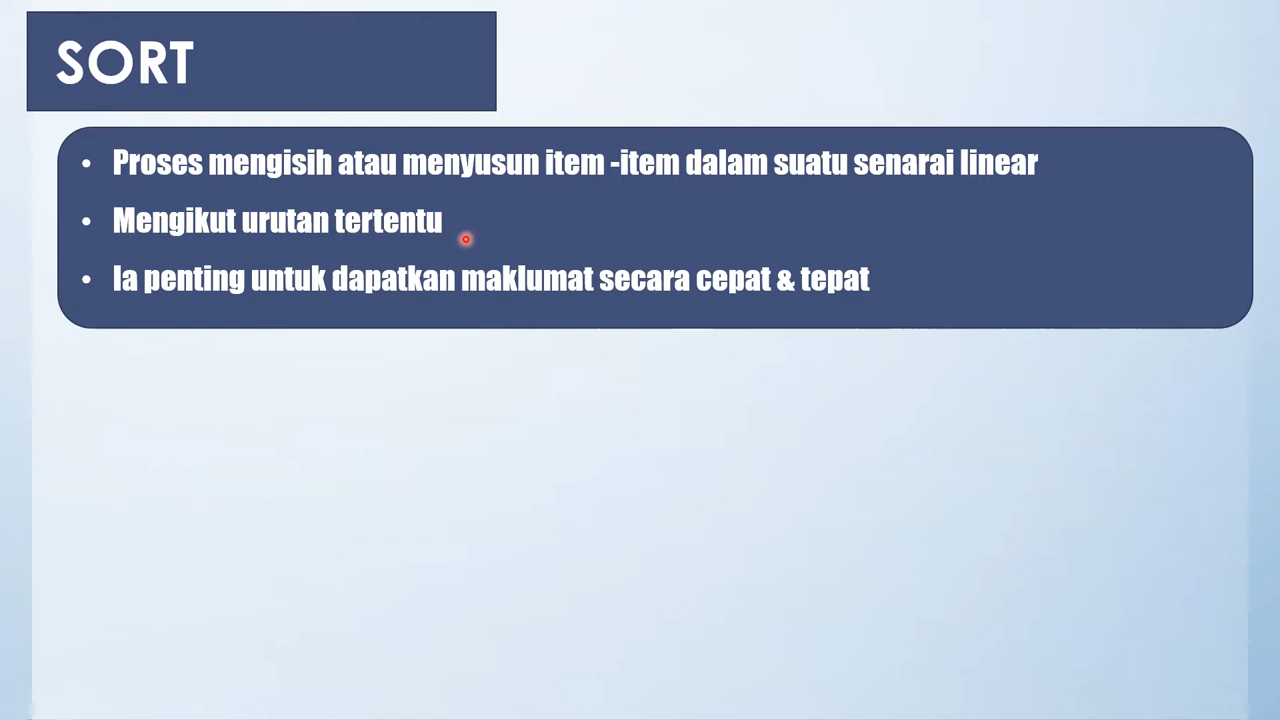 SORT
• Proses mengisih atau menyusun item -item dalam suatu senarai linear
• Mengikut urutan tertentu
• Ia penting untuk dapatkan maklumat secara cepat & tepat